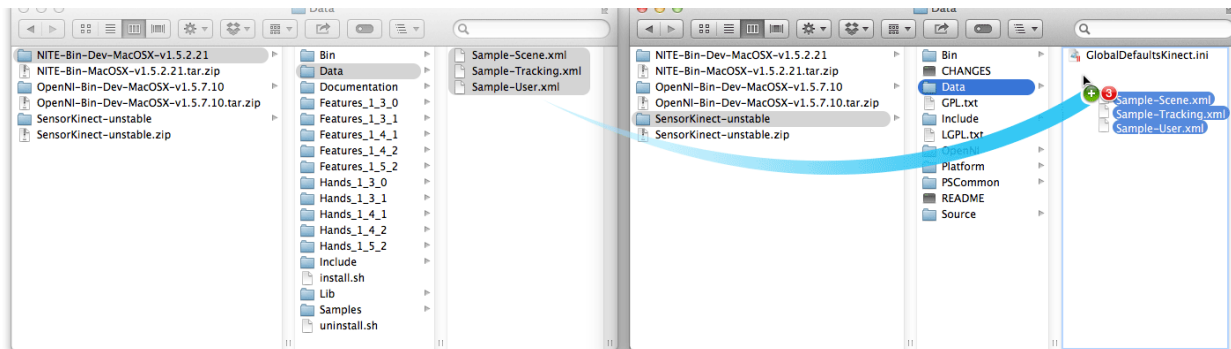 Data
NITE-Bin-Dev-MacOSX-v1.5.2.21
NITE-Bin-MacOSX-v1.5.2.21.tar.zip
OpenNI-Bin-Dev-MacOSX-v1.5.7.10
OpenNI-Bin-Dev-MacOSX-v1.5.7.10.tar.zip
SensorKinect-unstable
SensorKinect-unstable.zip
Bin
Data
Documentation
Features_1_3_0
Features_1_3_1
Features_1_4_1
Features_1_4_2
Features_1_5_2
Hands_1_3_0
Hands_1_3_1
Hands_1_4_1
Hands_1_4_2
Hands_1_5_2
Include
install.sh
Lib
Samples
uninstall.sh
Sample-Scene.xml
Sample-Tracking.xml
Sample-User.xml
Data
NITE-Bin-Dev-MacOSX-v1.5.2.21
NITE-Bin-MacOSX-v1.5.2.21.tar.zip
OpenNI-Bin-Dev-MacOSX-v1.5.7.10
OpenNI-Bin-Dev-MacOSX-v1.5.7.10.tar.zip
SensorKinect-unstable
SensorKinect-unstable.zip
Bin
CHANGES
Data
GPL.txt
Include
LGPL.txt
OpenNI
Platform
PSCommon
README
Source
GlobalDefaultsKinect.ini
3
Sample-Scene.xml
Sample-Tracking.xml
Sample-User.xml